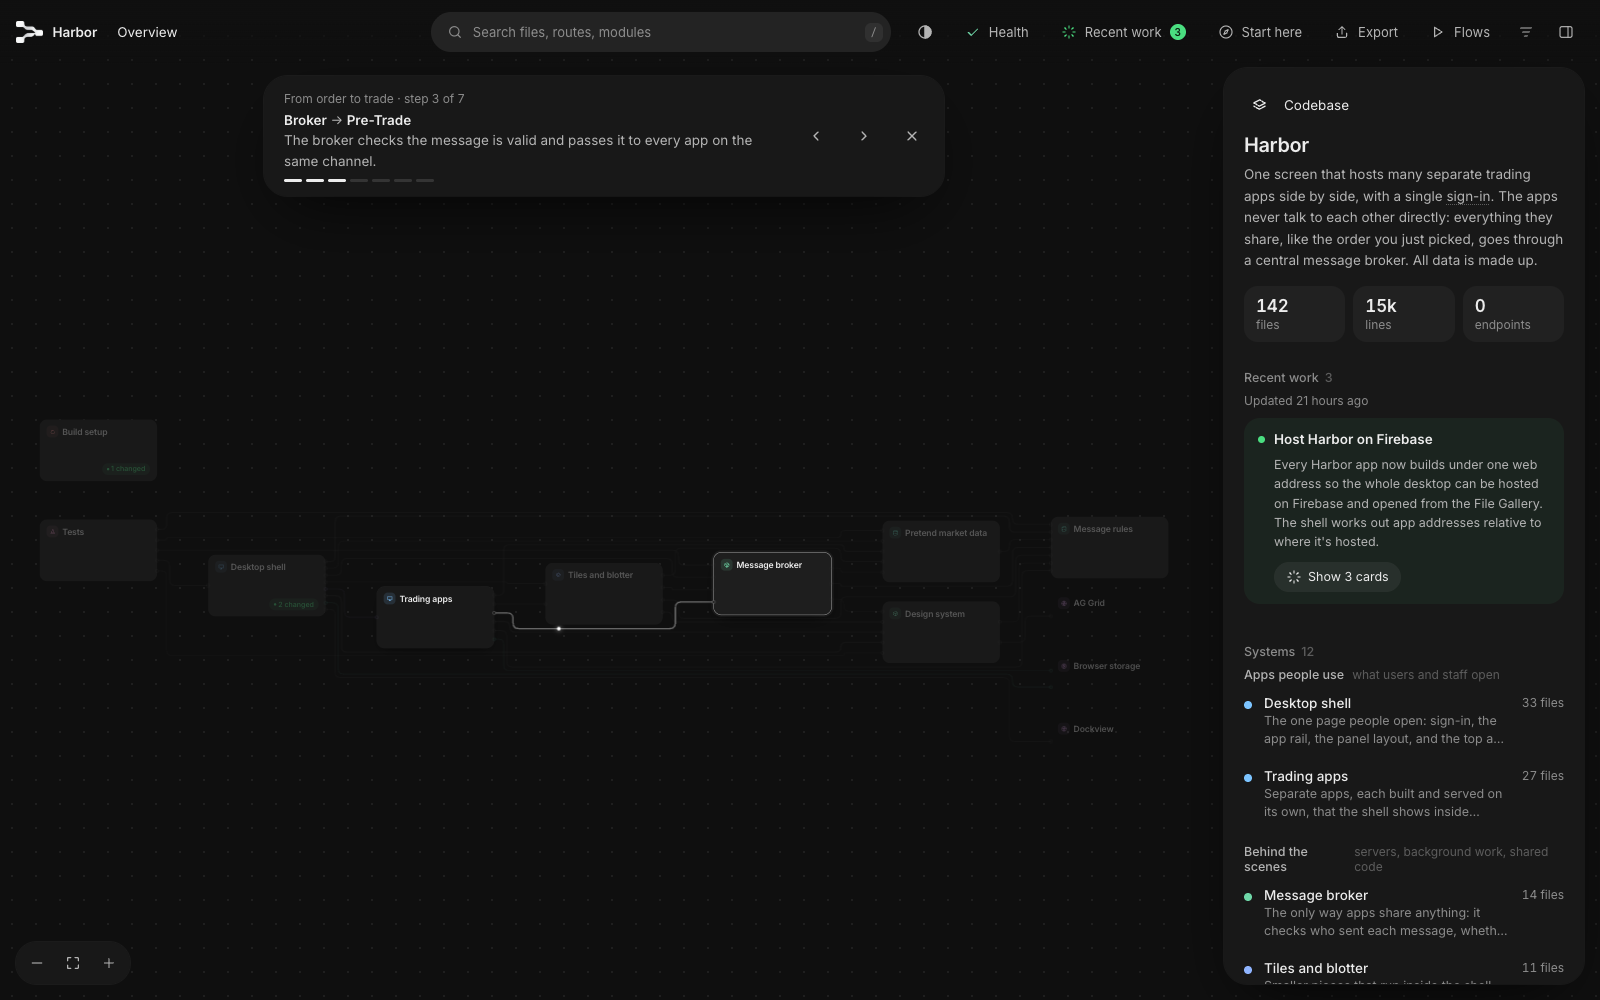 Harbor
Overview
Search files, routes, modules
/
Health
Recent work 3
Start here
Export
Flows
From order to trade · step 3 of 7
Broker → Pre-Trade
The broker checks the message is valid and passes it to every app on the
same channel.
Build setup
1 changed
Tests
Desktop shell
2 changed
Trading apps
Tiles and blotter
Message broker
Pretend market data
Design system
Message rules
AG Grid
Browser storage
Dockview
Codebase
Harbor
One screen that hosts many separate trading
apps side by side, with a single sign-in. The apps
never talk to each other directly: everything they
share, like the order you just picked, goes through
a central message broker. All data is made up.
142
files
15k
lines
0
endpoints
Recent work 3
Updated 21 hours ago
Host Harbor on Firebase
Every Harbor app now builds under one web
address so the whole desktop can be hosted
on Firebase and opened from the File Gallery.
The shell works out app addresses relative to
where it's hosted.
Show 3 cards
Systems 12
Apps people use what users and staff open
Desktop shell 33 files
The one page people open: sign-in, the
app rail, the panel layout, and the top a...
Trading apps 27 files
Separate apps, each built and served on
its own, that the shell shows inside...
Behind the scenes
servers, background work, shared code
Message broker 14 files
The only way apps share anything: it
checks who sent each message, wheth...
Tiles and blotter 11 files
Smaller pieces that run inside the shell